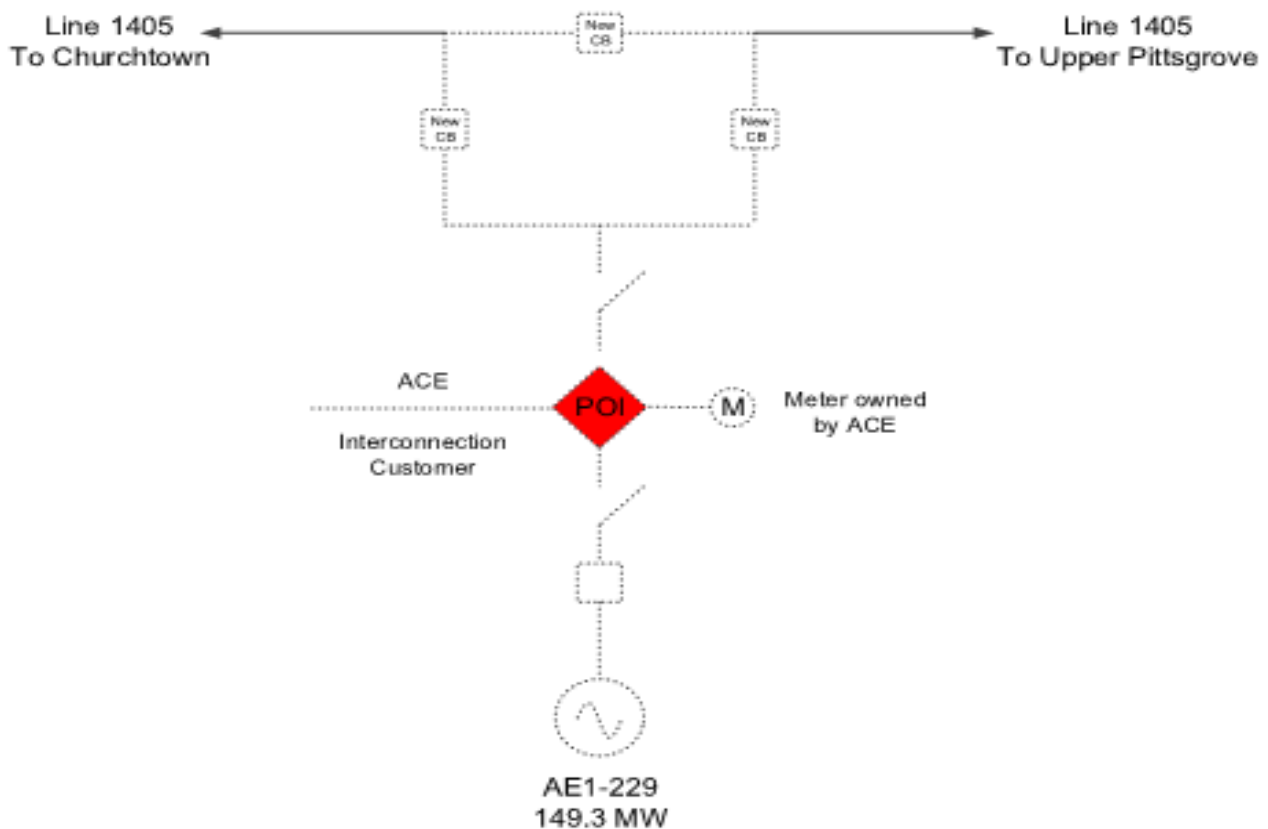 Line 1405
To Churchtown
New
CB
Line 1405
To Upper Pittsgrove
New
CB
New
CB
ACE
POI
M
Meter owned
by ACE
Interconnection
Customer
AE1-229
149.3 MW